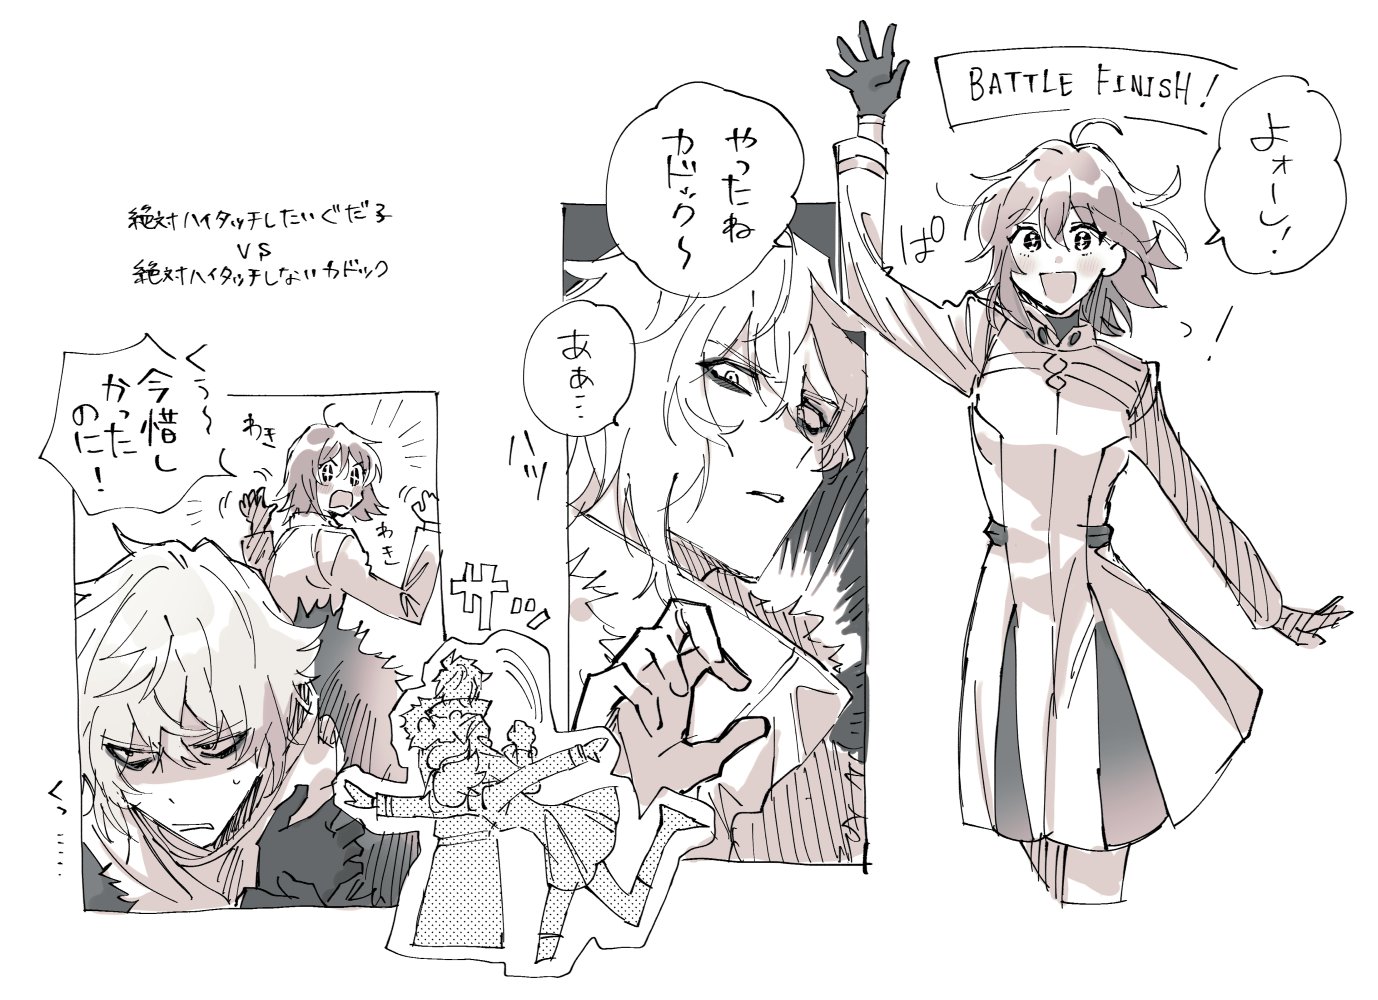 BATTLE FINISH!
よォーし!
ぱっ
やったね
カドック〜
ああ…
ハッ
絶対ハイタッチしたいぐだ子
VS
絶対ハイタッチしないカドック
サッ
くぅ〜〜
今惜し
かった
のに!
わき
わき
くっ……